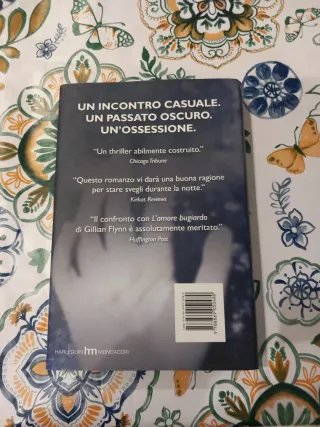 UN INCONTRO CASUALE.
UN PASSATO OSCURO.
UN'OSSESSIONE.
"Un thriller abilmente costruito."
Chicago Tribune
"Questo romanzo vi darà una buona ragione
per stare svegli durante la notte."
Kirkus Reviews
"Il confronto con L'amore bugiardo
di Gillian Flynn è assolutamente meritato."
Huffington Post
HARLEQUIN hm MONDADORI